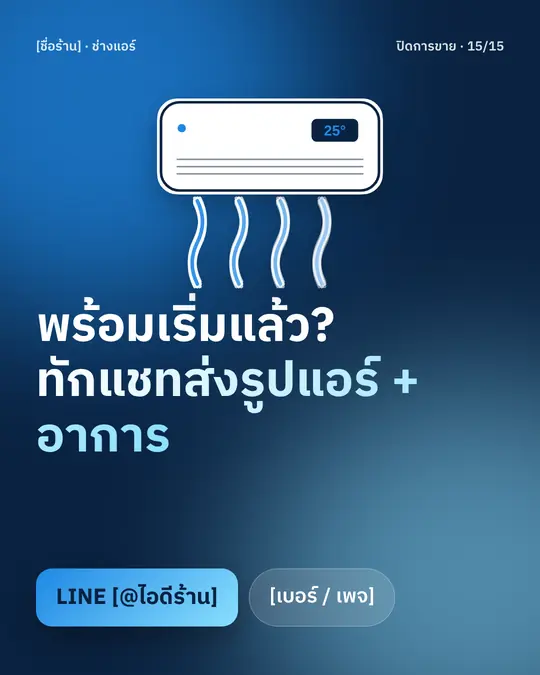 [ชื่อร้าน] · ช่างแอร์
ปิดการขาย · 15/15
25°
พร้อมเริ่มแล้ว?
ทักแชทส่งรูปแอร์ +
อาการ
LINE [@ไอดีร้าน]
[เบอร์ / เพจ]